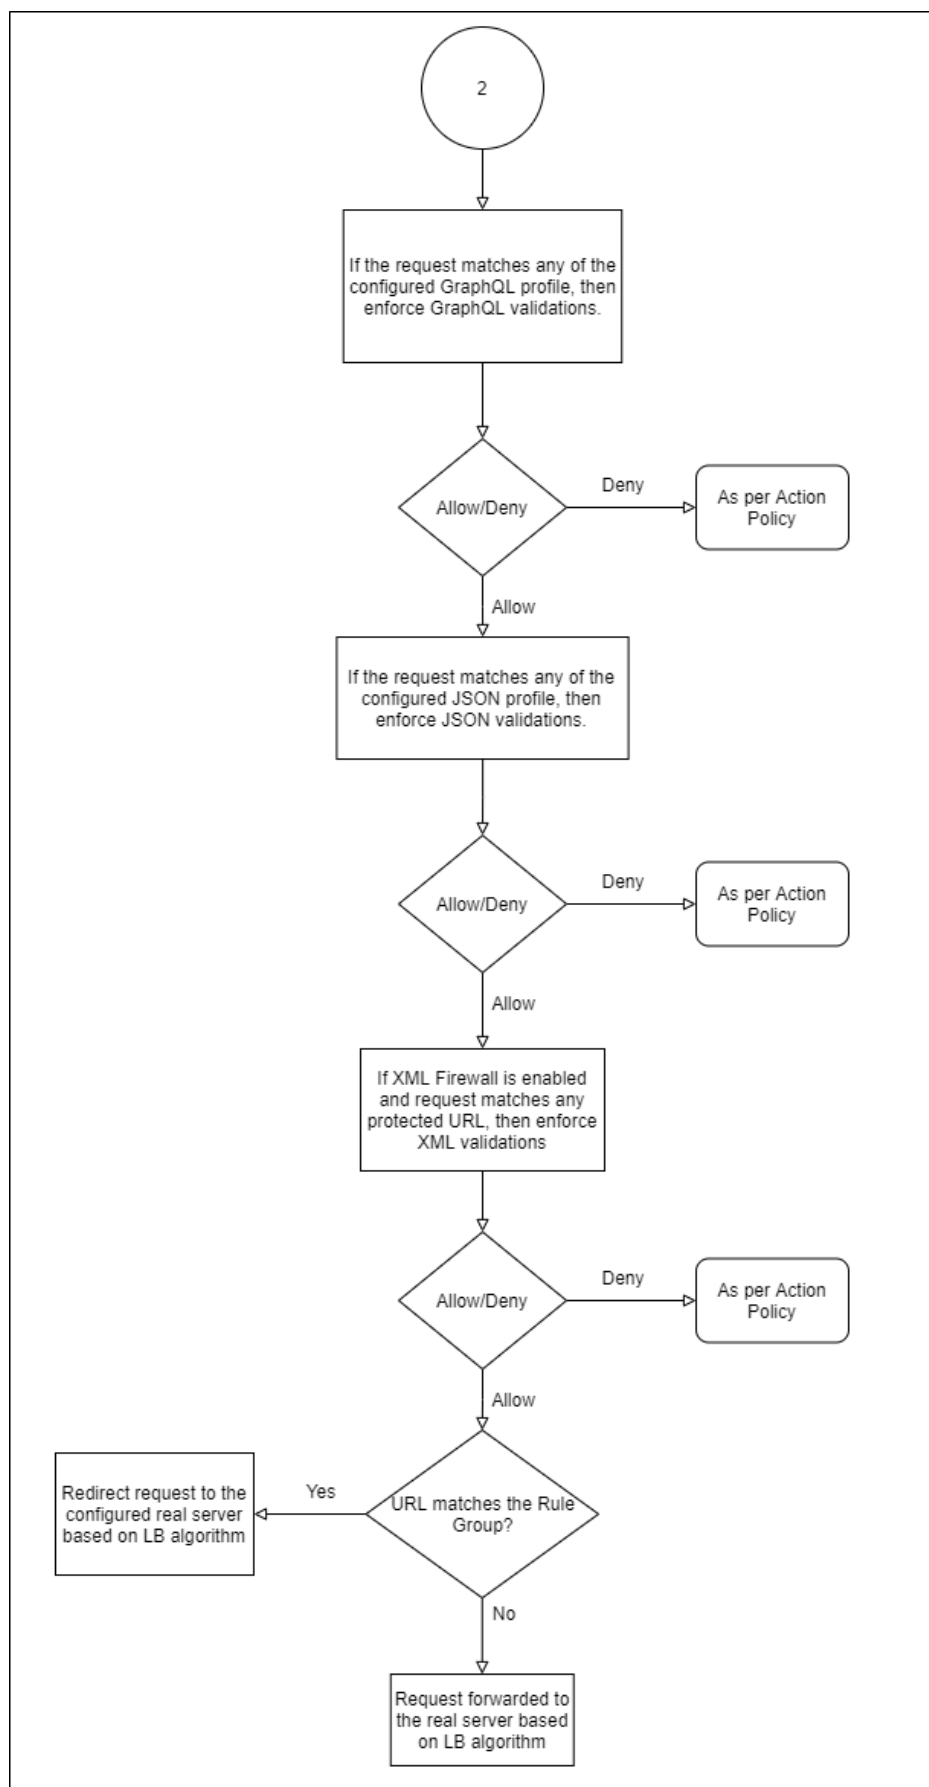 2
If the request matches any of the
configured GraphQL profile, then
enforce GraphQL validations.
Allow/Deny
Deny
As per Action
Policy
Allow
If the request matches any of the
configured JSON profile, then
enforce JSON validations.
Allow/Deny
Deny
As per Action
Policy
Allow
If XML Firewall is enabled
and request matches any
protected URL, then enforce
XML validations
Allow/Deny
Deny
As per Action
Policy
Allow
URL matches the Rule
Group?
Yes
Redirect request to the
configured real server
based on LB algorithm
No
Request forwarded to
the real server based
on LB algorithm